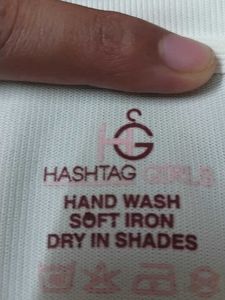 HG
HASHTAG GIRLS
HAND WASH
SOFT IRON
DRY IN SHADES